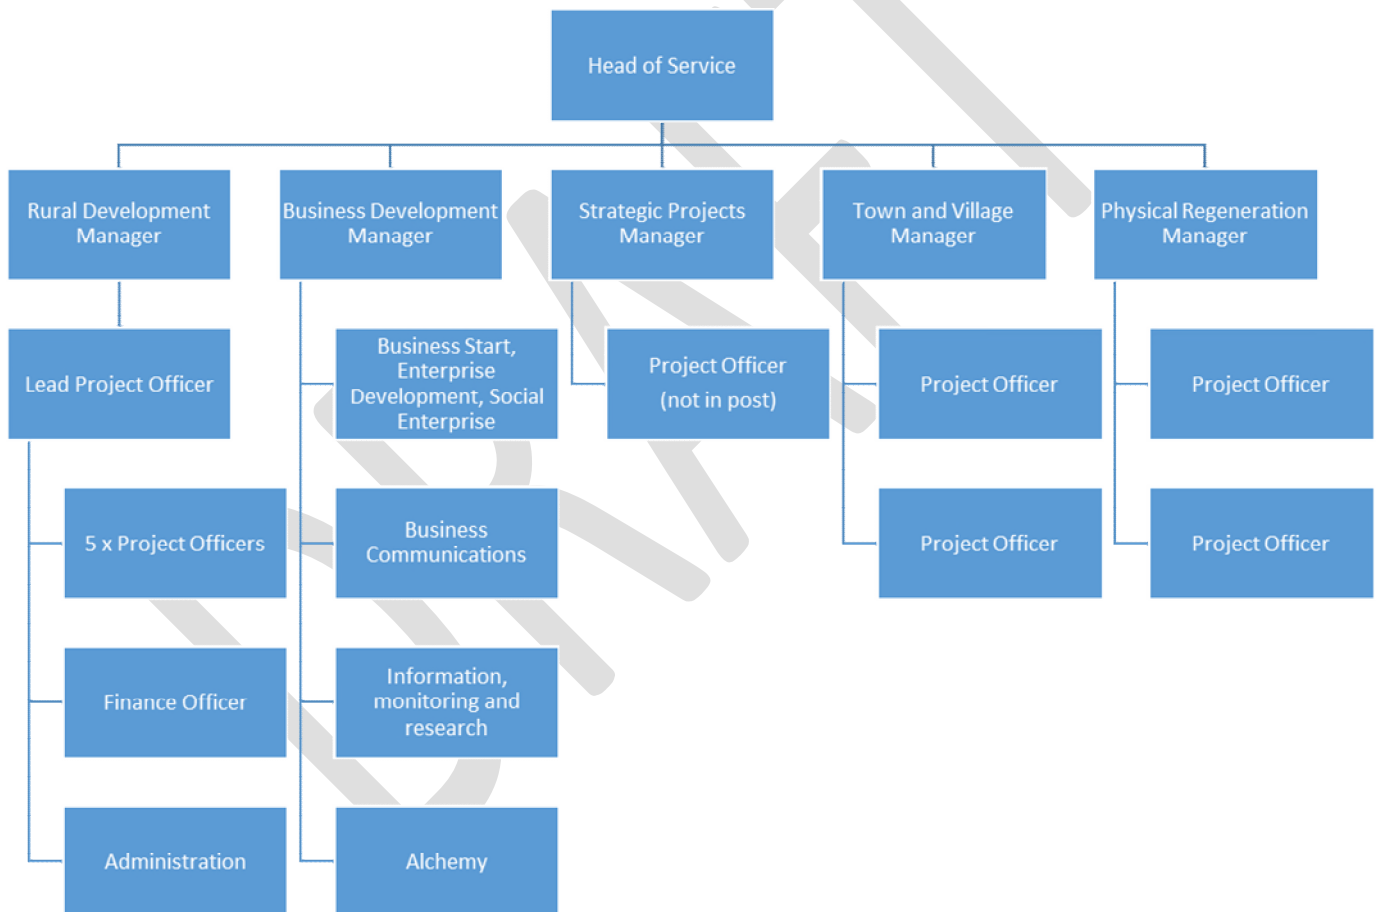 Head of Service
Rural Development
Manager
Business Development
Manager
Strategic Projects
Manager
Town and Village
Manager
Physical Regeneration
Manager
Lead Project Officer
Business Start,
Enterprise
Development, Social
Enterprise
Project Officer
(not in post)
Project Officer
Project Officer
5 x Project Officers
Business
Communications
Project Officer
Project Officer
Finance Officer
Information,
monitoring and
research
Administration
Alchemy
DRAFT